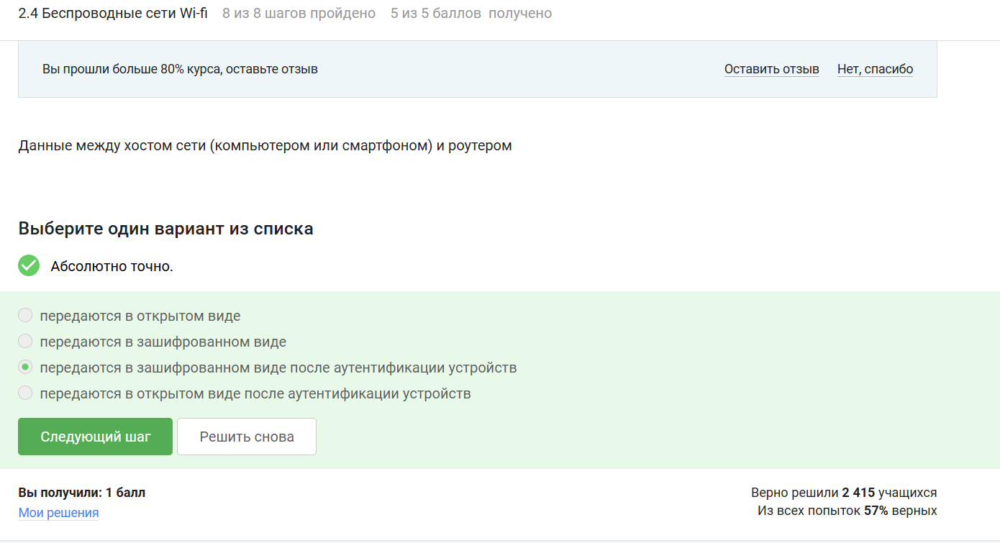 2.4 Беспроводные сети Wi-fi 8 из 8 шагов пройдено 5 из 5 баллов получено
Вы прошли больше 80% курса, оставьте отзыв Оставить отзыв Нет, спасибо
Данные между хостом сети (компьютером или смартфоном) и роутером
Выберите один вариант из списка
Абсолютно точно.
передаются в открытом виде
передаются в зашифрованном виде
передаются в зашифрованном виде после аутентификации устройств
передаются в открытом виде после аутентификации устройств
Следующий шаг Решить снова
Вы получили: 1 балл Верно решили 2 415 учащихся
Мои решения Из всех попыток 57% верных